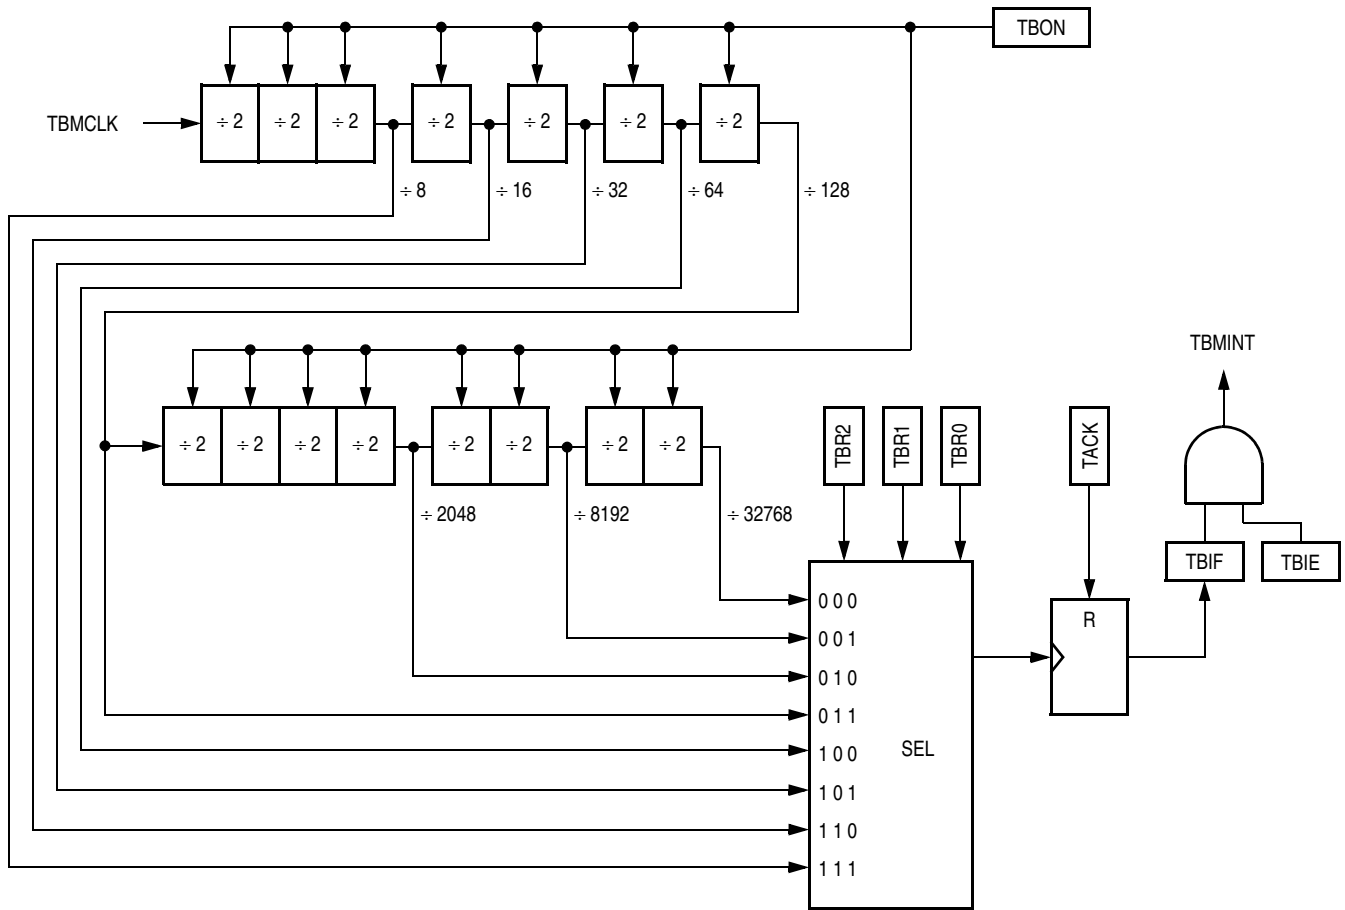 TBON
TBMCLK
÷ 2 ÷ 2 ÷ 2 ÷ 2 ÷ 2 ÷ 2 ÷ 2
÷ 8 ÷ 16 ÷ 32 ÷ 64 ÷ 128
TBMINT
÷ 2 ÷ 2 ÷ 2 ÷ 2 ÷ 2 ÷ 2 ÷ 2 ÷ 2
TBR2 TBR1 TBR0 TACK
÷ 2048 ÷ 8192 ÷ 32768
TBIF TBIE
0 0 0
R
0 0 1
0 1 0
0 1 1
SEL
1 0 0
1 0 1
1 1 0
1 1 1